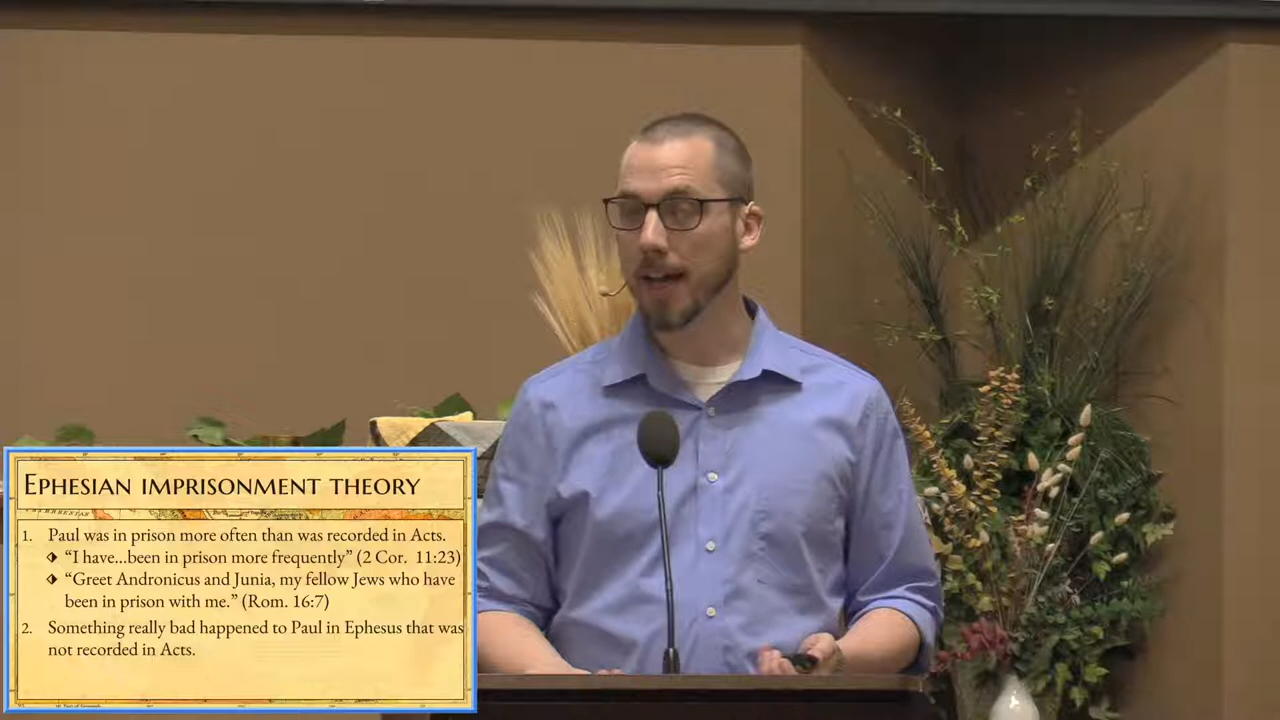 EPHESIAN IMPRISONMENT THEORY
1. Paul was in prison more often than was recorded in Acts.
“I have...been in prison more frequently” (2 Cor. 11:23)
“Greet Andronicus and Junia, my fellow Jews who have
been in prison with me.” (Rom. 16:7)
2. Something really bad happened to Paul in Ephesus that was
not recorded in Acts.